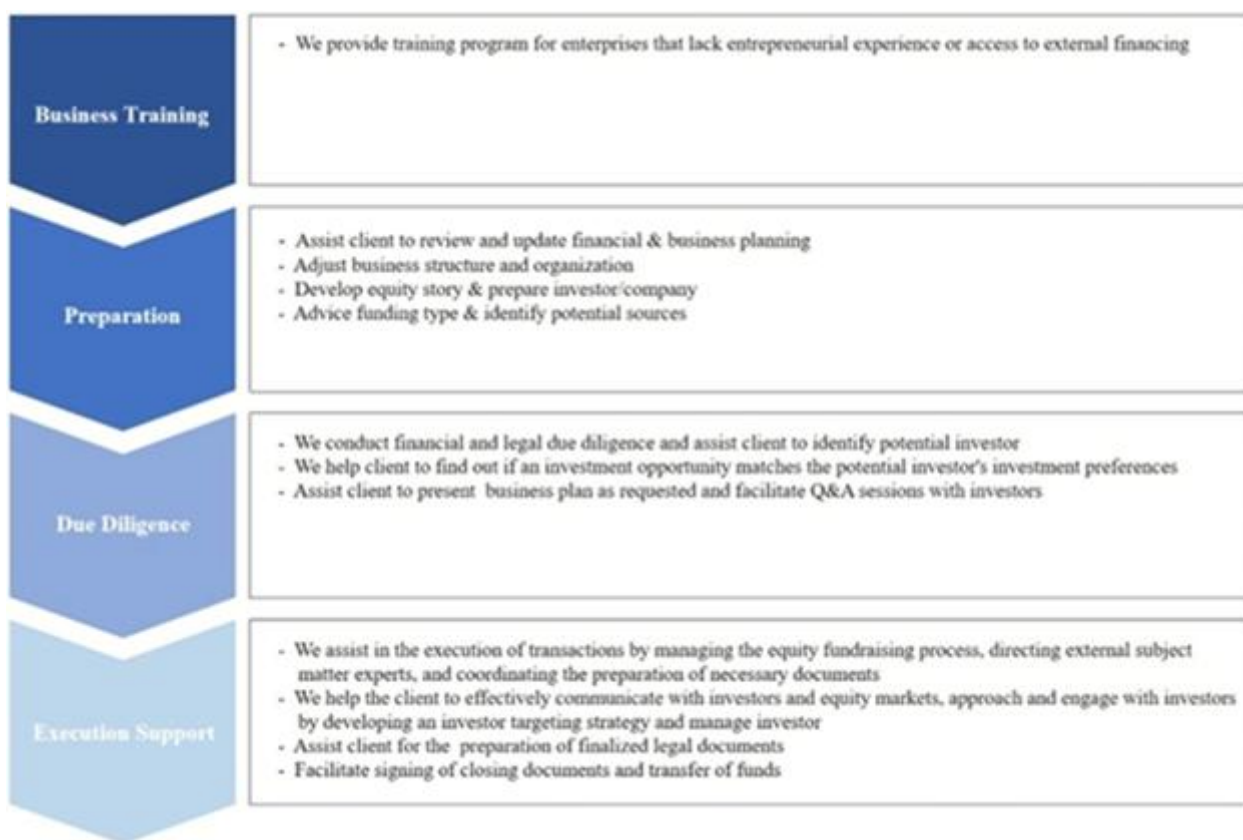 Business Training
- We provide training program for enterprises that lack entrepreneurial experience or access to external financing
Preparation
- Assist client to review and update financial & business planning
- Adjust business structure and organization
- Develop equity story & prepare investor/company
- Advice funding type & identify potential sources
Due Diligence
- We conduct financial and legal due diligence and assist client to identify potential investor
- We help client to find out if an investment opportunity matches the potential investor's investment preferences
- Assist client to present business plan as requested and facilitate Q&A sessions with investors
Execution Support
- We assist in the execution of transactions by managing the equity fundraising process, directing external subject
matter experts, and coordinating the preparation of necessary documents
- We help the client to effectively communicate with investors and equity markets, approach and engage with investors
by developing an investor targeting strategy and manage investor
- Assist client for the preparation of finalized legal documents
- Facilitate signing of closing documents and transfer of funds